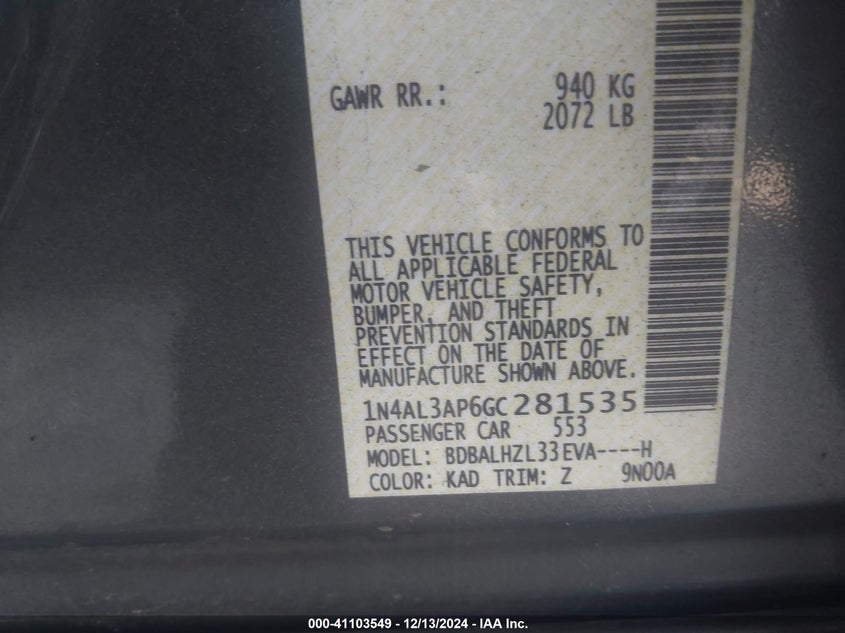 GAWR RR.: 940 KG
2072 LB
THIS VEHICLE CONFORMS TO
ALL APPLICABLE FEDERAL
MOTOR VEHICLE SAFETY,
BUMPER, AND THEFT
PREVENTION STANDARDS IN
EFFECT ON THE DATE OF
MANUFACTURE SHOWN ABOVE.
1N4AL3AP6GC281535
PASSENGER CAR 553
MODEL: BDBALHZL33EVA----H
COLOR: KAD TRIM: Z 9N00A
000-41103549 - 12/13/2024 - IAA Inc.